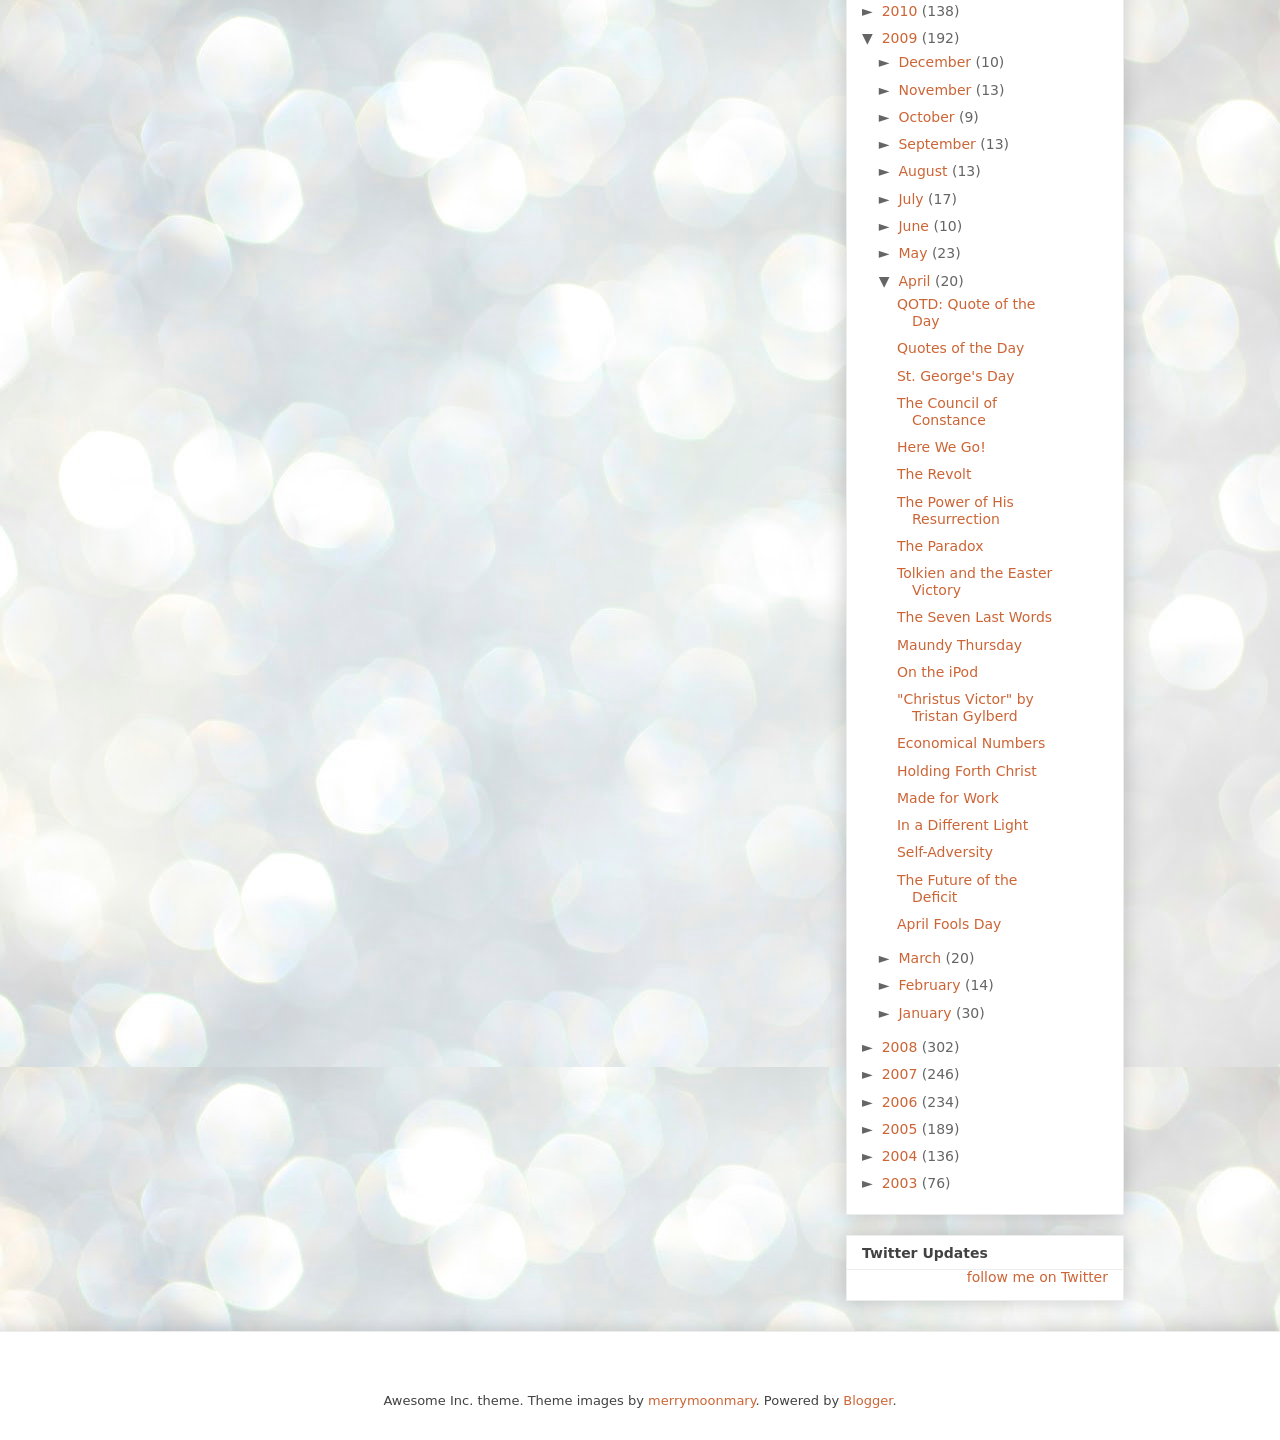 ► 2010 (138)
▼ 2009 (192)
► December (10)
► November (13)
► October (9)
► September (13)
► August (13)
► July (17)
► June (10)
► May (23)
▼ April (20)
QOTD: Quote of the
Day
Quotes of the Day
St. George's Day
The Council of
Constance
Here We Go!
The Revolt
The Power of His
Resurrection
The Paradox
Tolkien and the Easter
Victory
The Seven Last Words
Maundy Thursday
On the iPod
"Christus Victor" by
Tristan Gylberd
Economical Numbers
Holding Forth Christ
Made for Work
In a Different Light
Self-Adversity
The Future of the
Deficit
April Fools Day
► March (20)
► February (14)
► January (30)
► 2008 (302)
► 2007 (246)
► 2006 (234)
► 2005 (189)
► 2004 (136)
► 2003 (76)
Twitter Updates
follow me on Twitter
Awesome Inc. theme. Theme images by merrymoonmary. Powered by Blogger.